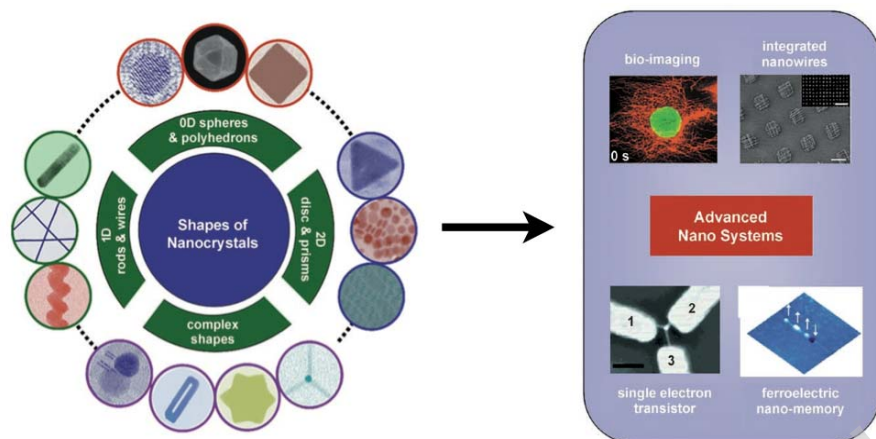 0D spheres
& polyhedrons
1D
rods & wires
Shapes of
Nanocrystals
2D
disc & prisms
complex
shapes
bio-imaging
integrated
nanowires
0 s
Advanced
Nano Systems
1
2
3
single electron
transistor
ferroelectric
nano-memory